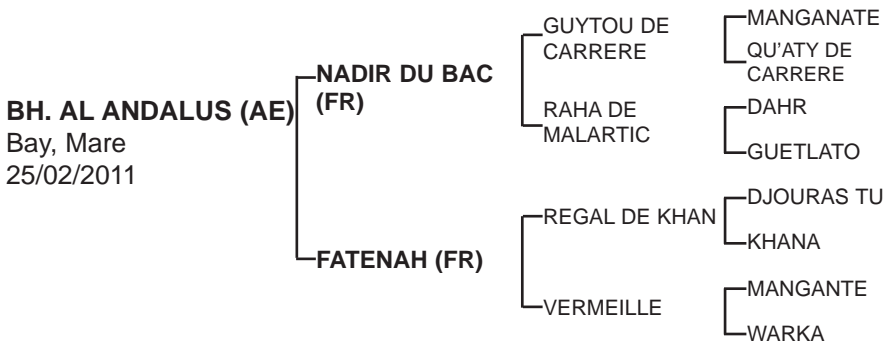 BH. AL ANDALUS (AE)
Bay, Mare
25/02/2011
NADIR DU BAC
(FR)
FATENAH (FR)
GUYTOU DE
CARRERE
RAHA DE
MALARTIC
REGAL DE KHAN
VERMEILLE
MANGANATE
QU'ATY DE
CARRERE
DAHR
GUETLATO
DJOURAS TU
KHANA
MANGANTE
WARKA